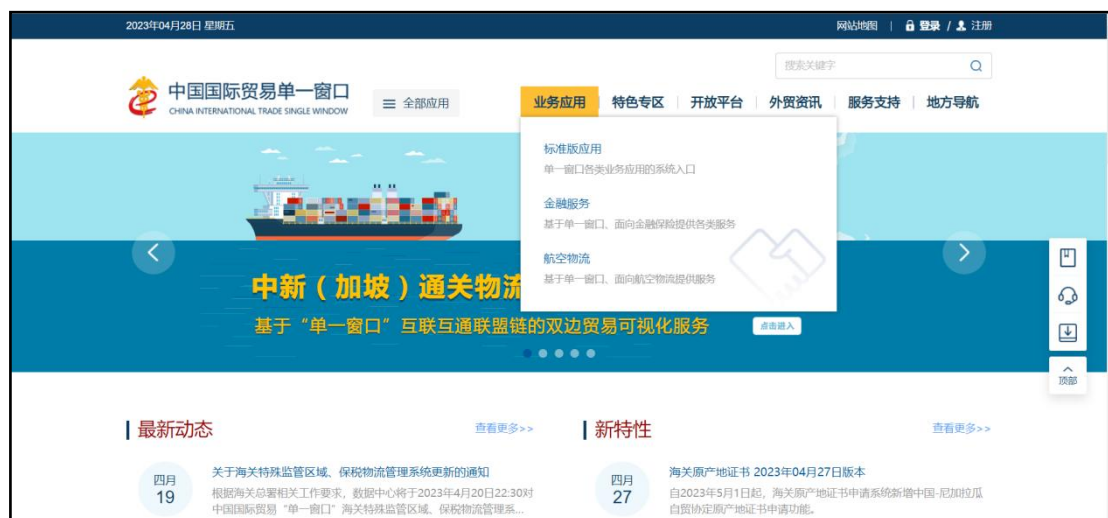 2023年04月28日 星期五
网站地图 | 登录 / 注册
搜索关键字
中国国际贸易单一窗口
CHINA INTERNATIONAL TRADE SINGLE WINDOW
全部应用
业务应用 | 特色专区 | 开放平台 | 外贸资讯 | 服务支持 | 地方导航
标准版应用
单一窗口各类业务应用的系统入口
金融服务
基于单一窗口、面向金融保险提供各类服务
航空物流
基于单一窗口、面向航空物流提供服务
中新（加坡）通关物流
基于“单一窗口”互联互通联盟链的双边贸易可视化服务
点击进入
顶部
最新动态
查看更多>>
新特性
查看更多>>
四月
19
关于海关特殊监管区域、保税物流管理系统更新的通知
根据海关总署相关工作要求，数据中心将于2023年4月20日22:30对
中国国际贸易“单一窗口”海关特殊监管区域、保税物流管理系...
四月
27
海关原产地证书 2023年04月27日版本
自2023年5月1日起，海关原产地证书申请系统新增中国-尼加拉瓜
自贸协定原产地证书申请功能。